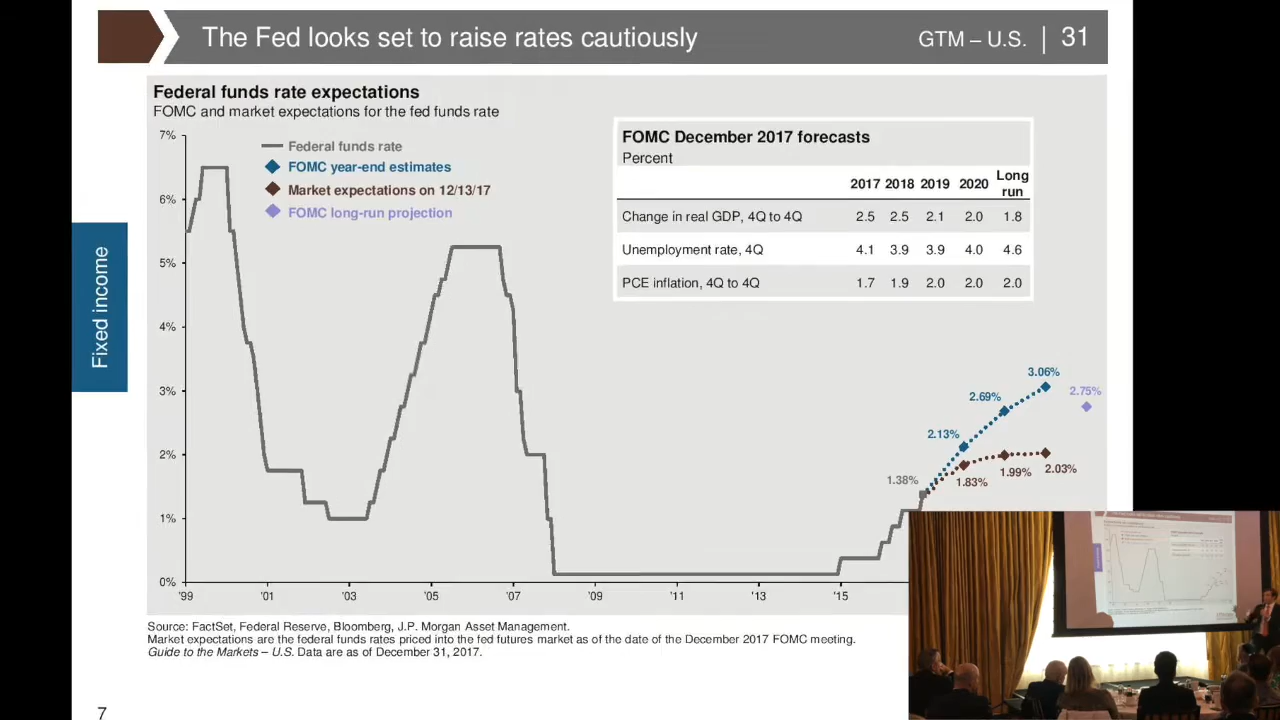 The Fed looks set to raise rates cautiously
GTM – U.S. | 31
Fixed income
Federal funds rate expectations
FOMC and market expectations for the fed funds rate
7%
6%
5%
4%
3%
2%
1%
0%
Federal funds rate
FOMC year-end estimates
Market expectations on 12/13/17
FOMC long-run projection
FOMC December 2017 forecasts
Percent
2017 2018 2019 2020 Long run
Change in real GDP, 4Q to 4Q 2.5 2.5 2.1 2.0 1.8
Unemployment rate, 4Q 4.1 3.9 3.9 4.0 4.6
PCE inflation, 4Q to 4Q 1.7 1.9 2.0 2.0 2.0
3.06%
2.75%
2.69%
2.13%
1.38%
1.83%
1.99%
2.03%
'99 '01 '03 '05 '07 '09 '11 '13 '15
Source: FactSet, Federal Reserve, Bloomberg, J.P. Morgan Asset Management.
Market expectations are the federal funds rates priced into the fed futures market as of the date of the December 2017 FOMC meeting.
Guide to the Markets – U.S. Data are as of December 31, 2017.
7